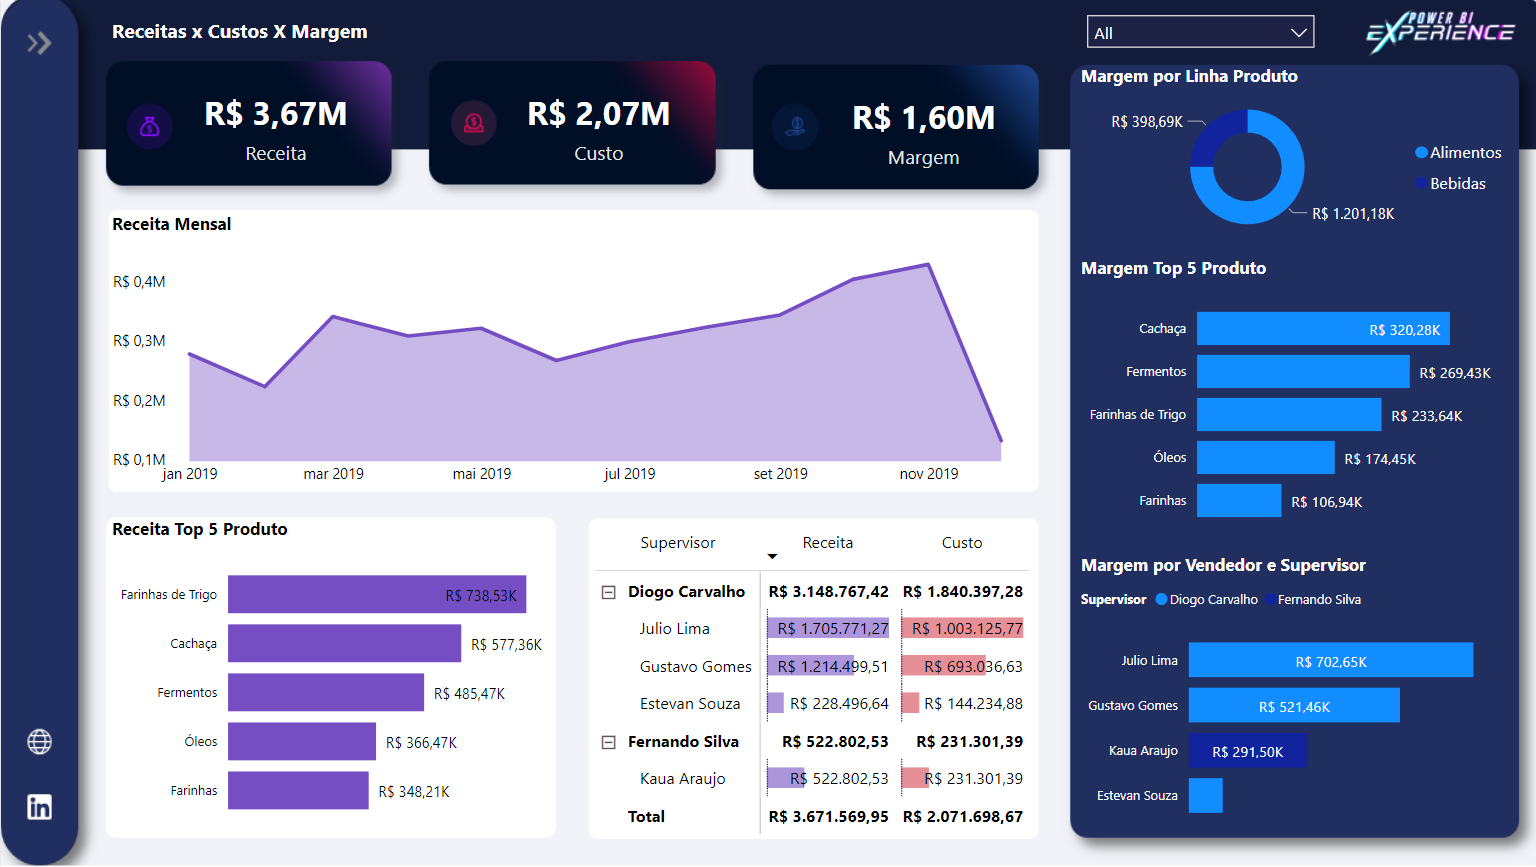 Receitas x Custos X Margem
All
POWER BI
EXPERIENCE
R$ 3,67M
Receita
R$ 2,07M
Custo
R$ 1,60M
Margem
Receita Mensal
R$ 0,4M
R$ 0,3M
R$ 0,2M
R$ 0,1M
jan 2019
mar 2019
mai 2019
jul 2019
set 2019
nov 2019
Receita Top 5 Produto
Farinhas de Trigo R$ 738,53K
Cachaça R$ 577,36K
Fermentos R$ 485,47K
Óleos R$ 366,47K
Farinhas R$ 348,21K
Supervisor Receita Custo
Diogo Carvalho R$ 3.148.767,42 R$ 1.840.397,28
Julio Lima R$ 1.705.771,27 R$ 1.003.125,77
Gustavo Gomes R$ 1.214.499,51 R$ 693.036,63
Estevan Souza R$ 228.496,64 R$ 144.234,88
Fernando Silva R$ 522.802,53 R$ 231.301,39
Kaua Araujo R$ 522.802,53 R$ 231.301,39
Total R$ 3.671.569,95 R$ 2.071.698,67
Margem por Linha Produto
R$ 398,69K
R$ 1.201,18K
Alimentos
Bebidas
Margem Top 5 Produto
Cachaça R$ 320,28K
Fermentos R$ 269,43K
Farinhas de Trigo R$ 233,64K
Óleos R$ 174,45K
Farinhas R$ 106,94K
Margem por Vendedor e Supervisor
Supervisor Diogo Carvalho Fernando Silva
Julio Lima R$ 702,65K
Gustavo Gomes R$ 521,46K
Kaua Araujo R$ 291,50K
Estevan Souza
in